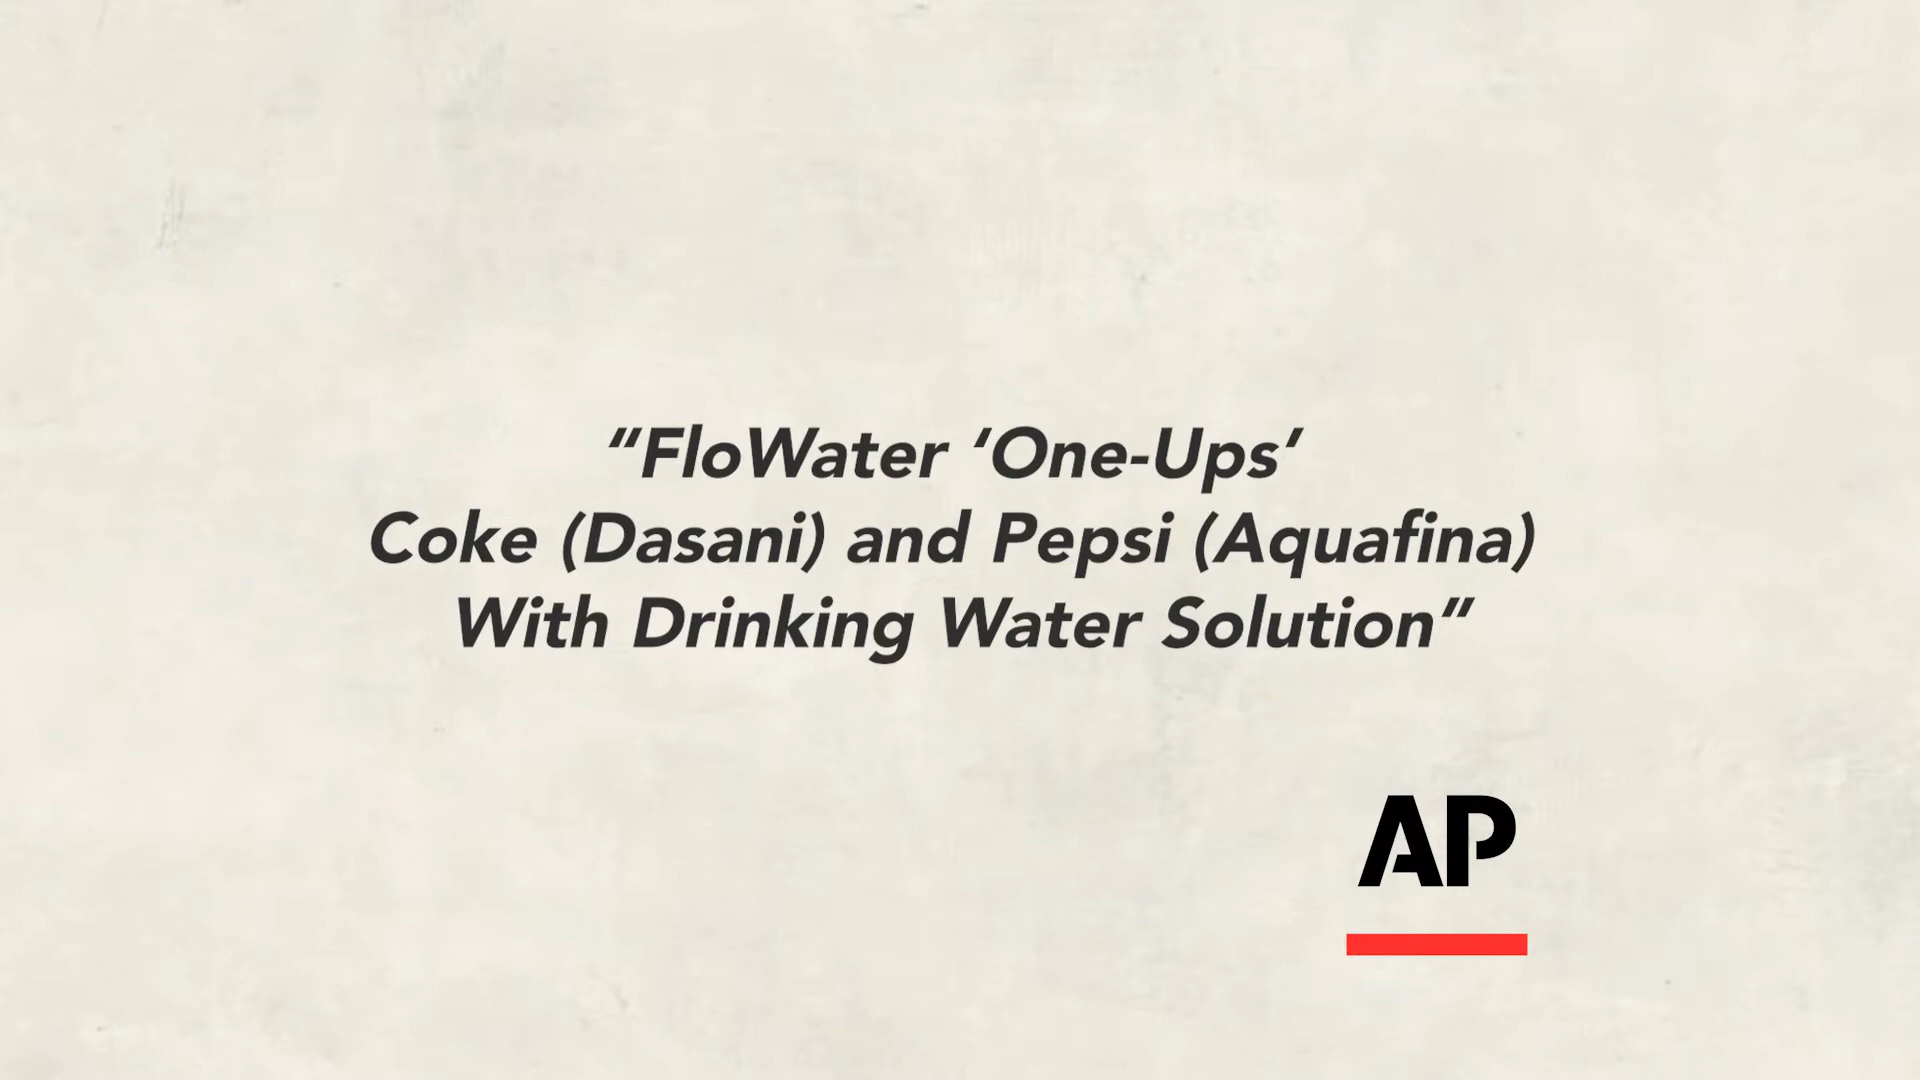 “FloWater ‘One-Ups’
Coke (Dasani) and Pepsi (Aquafina)
With Drinking Water Solution”
AP